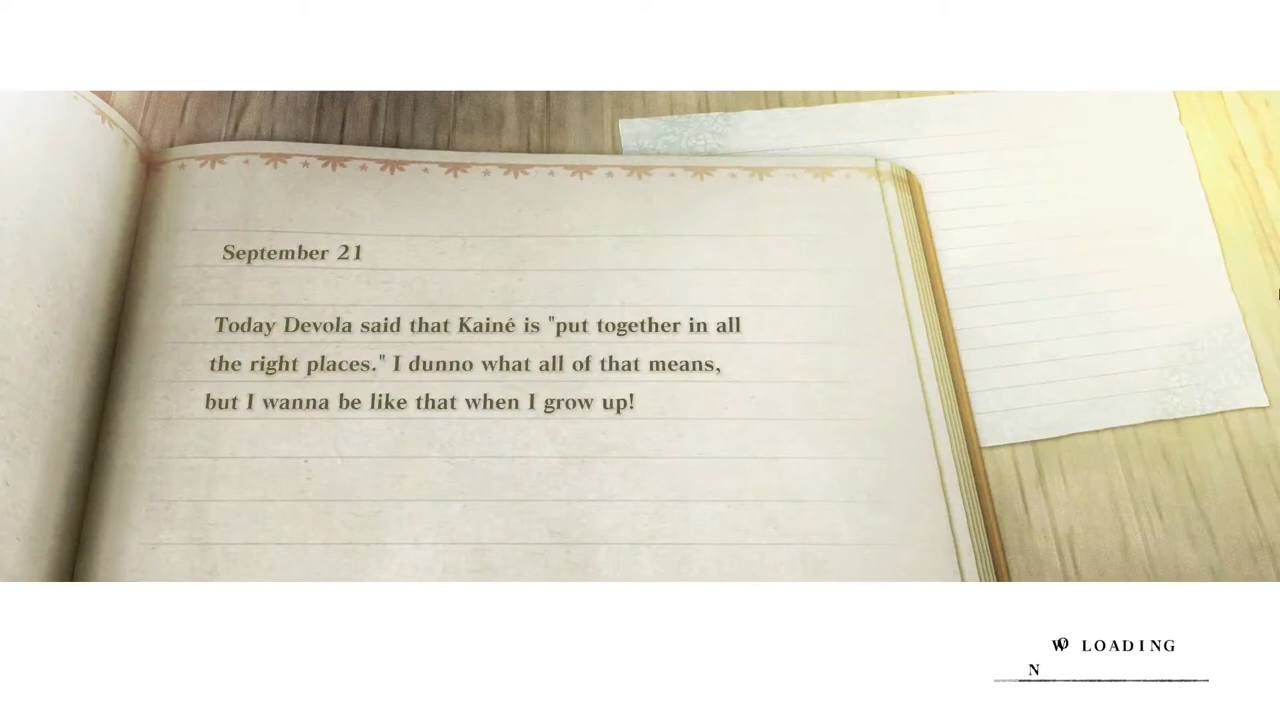 September 21
Today Devola said that Kainé is "put together in all
the right places." I dunno what all of that means,
but I wanna be like that when I grow up!
NOW LOADING